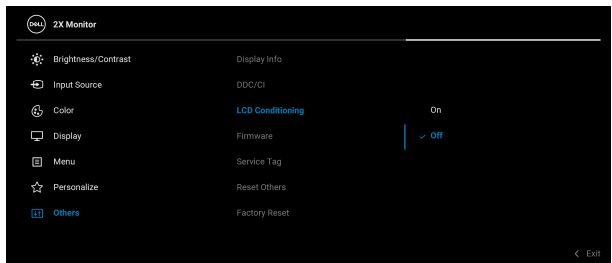 DELL 2X Monitor
Brightness/Contrast Display Info
Input Source DDC/CI
Color LCD Conditioning On
Display Firmware Off
Menu Service Tag
Personalize Reset Others
Others Factory Reset
Exit